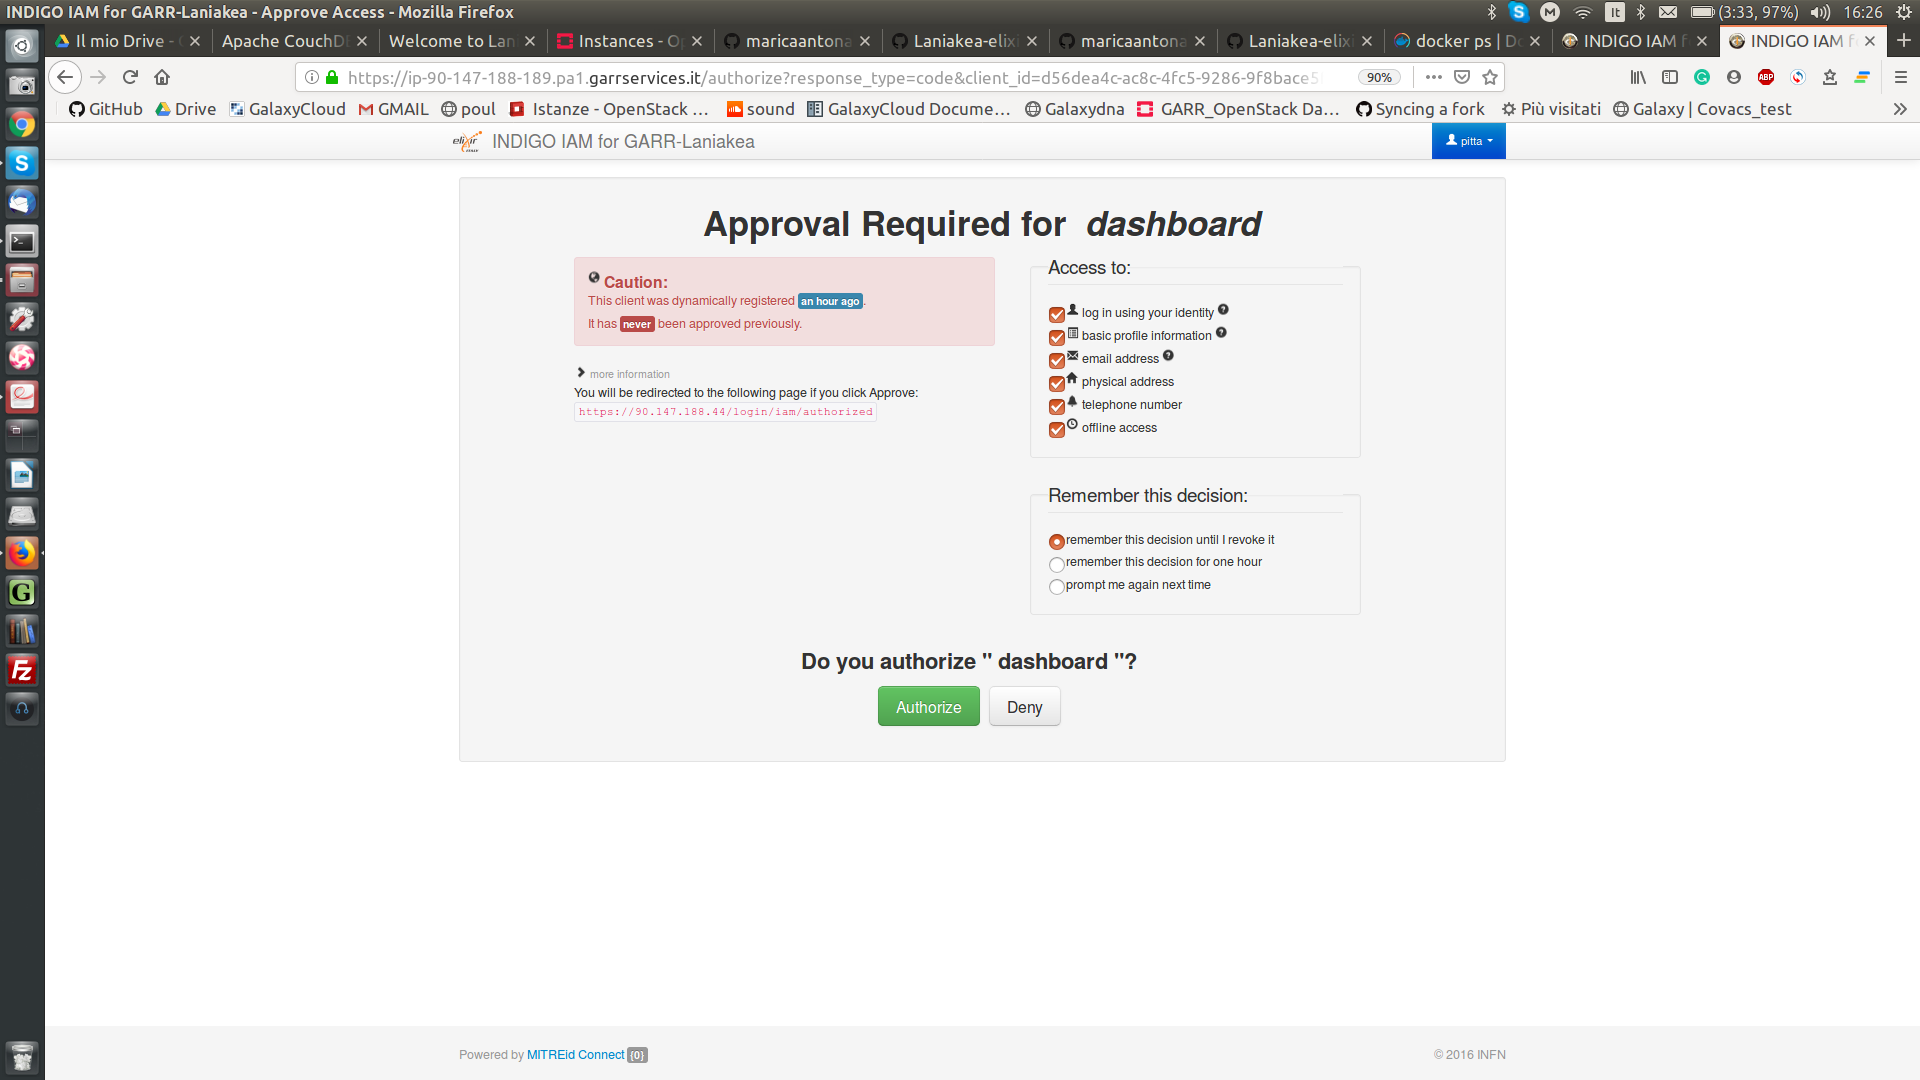 INDIGO IAM for GARR-Laniakea - Approve Access - Mozilla Firefox
It
(3:33, 97%)
16:26
Il mio Drive -
Apache CouchD
Welcome to Lan
Instances - O
maricaantona
Laniakea-elixi
maricaantona
Laniakea-elixi
docker ps | Do
INDIGO IAM f
INDIGO IAM f
https://ip-90-147-188-189.pa1.garrservices.it/authorize?response_type=code&client_id=d56dea4c-ac8c-4fc5-9286-9f8bace5
90%
GitHub
Drive
GalaxyCloud
GMAIL
poul
Istanze - OpenStack ...
sound
GalaxyCloud Docume...
Galaxydna
GARR_OpenStack Da...
Syncing a fork
Più visitati
Galaxy | Covacs_test
elixir
INDIGO IAM for GARR-Laniakea
pitta
Approval Required for dashboard
Caution:
This client was dynamically registered an hour ago.
It has never been approved previously.
more information
You will be redirected to the following page if you click Approve:
https://90.147.188.44/login/iam/authorized
Access to:
log in using your identity
basic profile information
email address
physical address
telephone number
offline access
Remember this decision:
remember this decision until I revoke it
remember this decision for one hour
prompt me again next time
Do you authorize " dashboard "?
Authorize
Deny
Powered by MITREid Connect {0}
© 2016 INFN